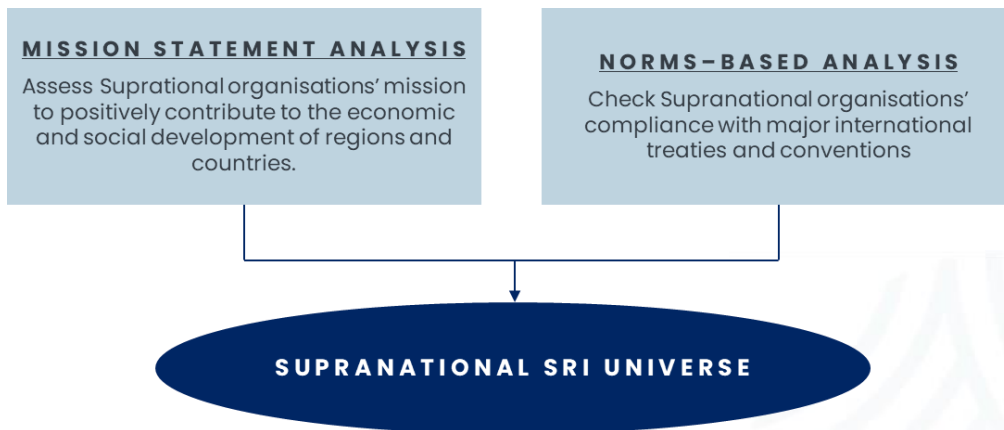 MISSION STATEMENT ANALYSIS
Assess Suprational organisations' mission
to positively contribute to the economic
and social development of regions and
countries.
NORMS–BASED ANALYSIS
Check Supranational organisations'
compliance with major international
treaties and conventions
SUPRANATIONAL SRI UNIVERSE